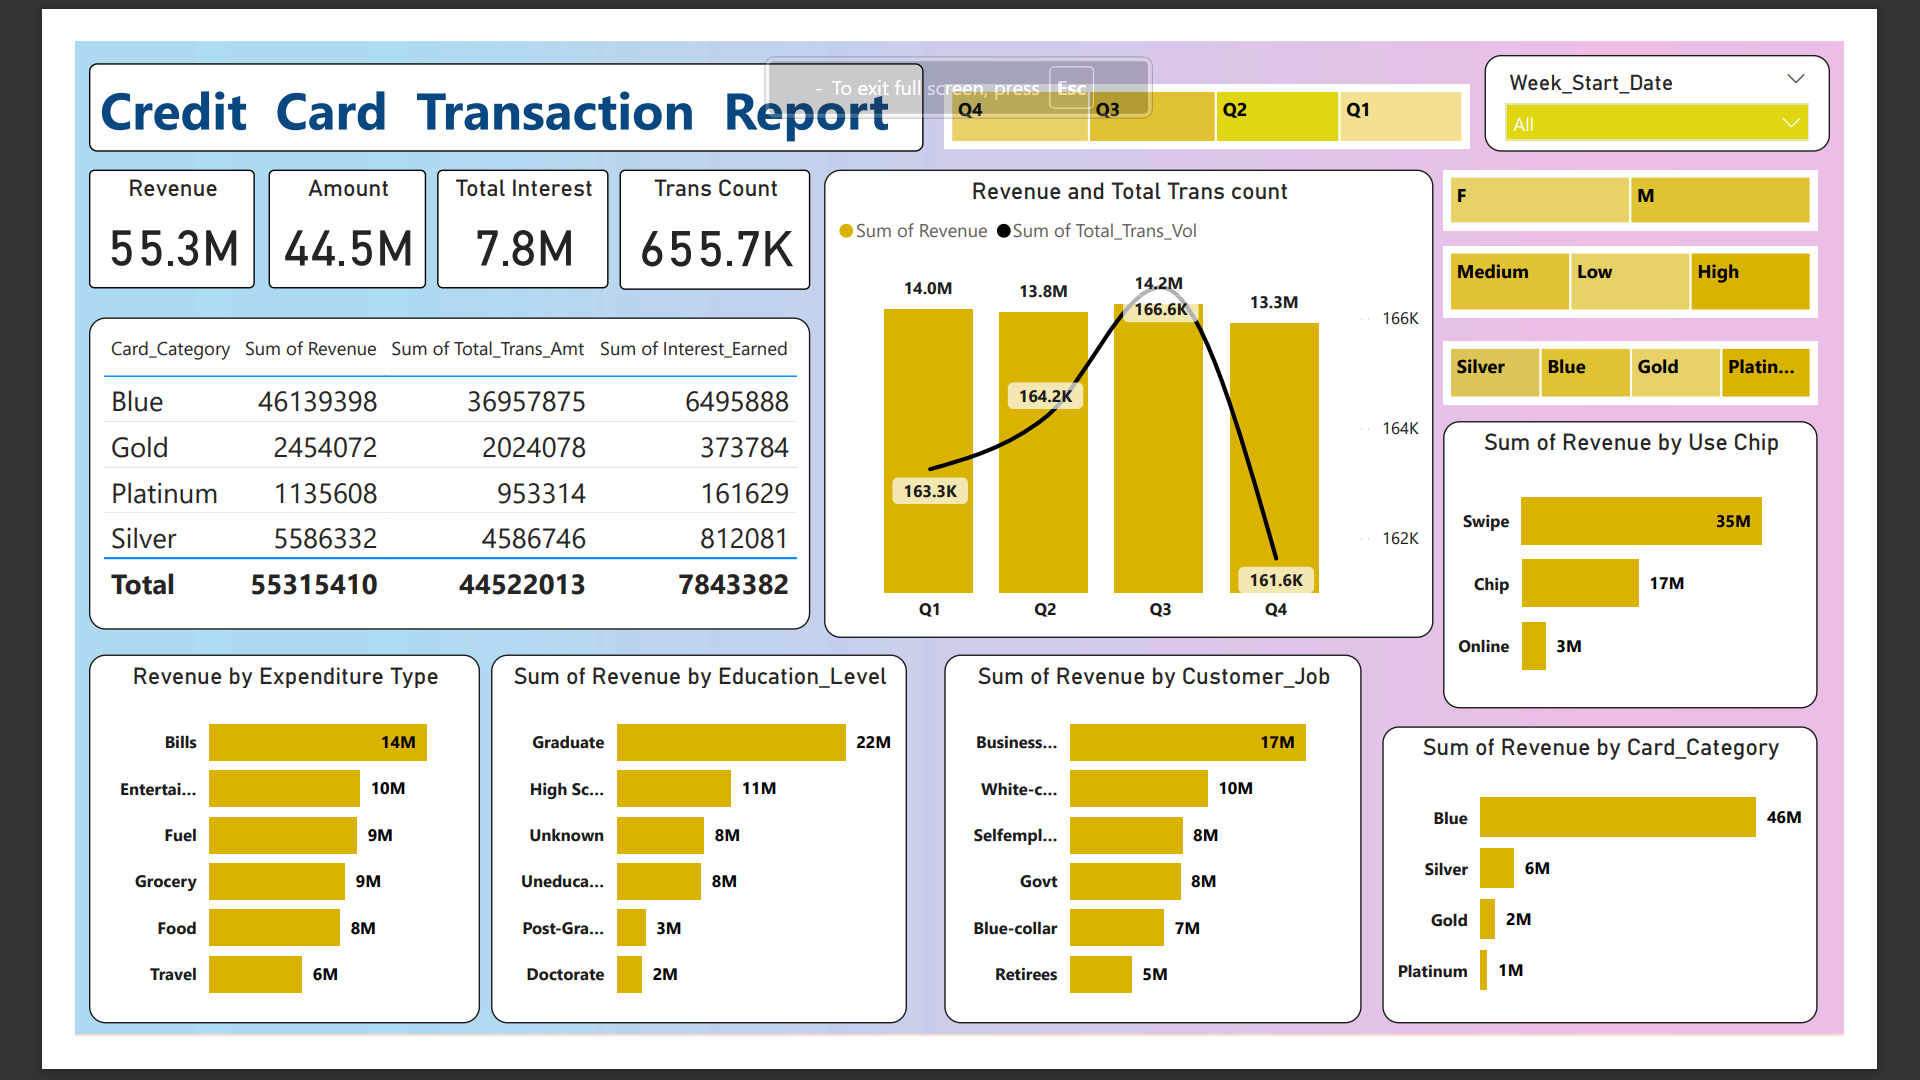 - To exit full screen, press Esc
Credit Card Transaction Report
Q4 Q3 Q2 Q1
Week_Start_Date
All
Revenue
55.3M
Amount
44.5M
Total Interest
7.8M
Trans Count
655.7K
Card_Category Sum of Revenue Sum of Total_Trans_Amt Sum of Interest_Earned
Blue 46139398 36957875 6495888
Gold 2454072 2024078 373784
Platinum 1135608 953314 161629
Silver 5586332 4586746 812081
Total 55315410 44522013 7843382
Revenue and Total Trans count
Sum of Revenue Sum of Total_Trans_Vol
14.0M 13.8M 14.2M 13.3M
163.3K 164.2K 166.6K 161.6K
166K
164K
162K
Q1 Q2 Q3 Q4
F M
Medium Low High
Silver Blue Gold Platin...
Sum of Revenue by Use Chip
Swipe 35M
Chip 17M
Online 3M
Revenue by Expenditure Type
Bills 14M
Entertai... 10M
Fuel 9M
Grocery 9M
Food 8M
Travel 6M
Sum of Revenue by Education_Level
Graduate 22M
High Sc... 11M
Unknown 8M
Uneduca... 8M
Post-Gra... 3M
Doctorate 2M
Sum of Revenue by Customer_Job
Business... 17M
White-c... 10M
Selfempl... 8M
Govt 8M
Blue-collar 7M
Retirees 5M
Sum of Revenue by Card_Category
Blue 46M
Silver 6M
Gold 2M
Platinum 1M